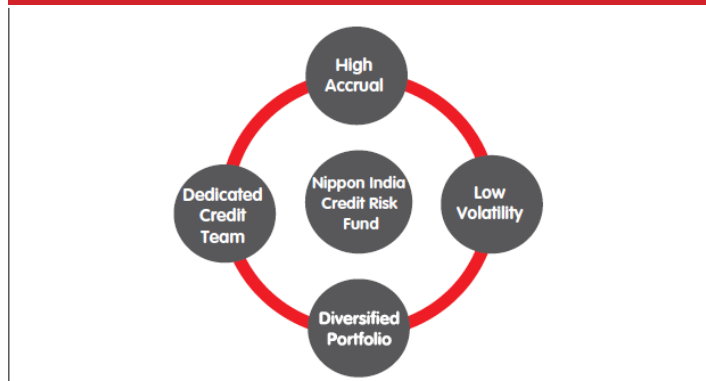 High
Accrual
Dedicated
Credit
Team
Nippon India
Credit Risk
Fund
Low
Volatility
Diversified
Portfolio